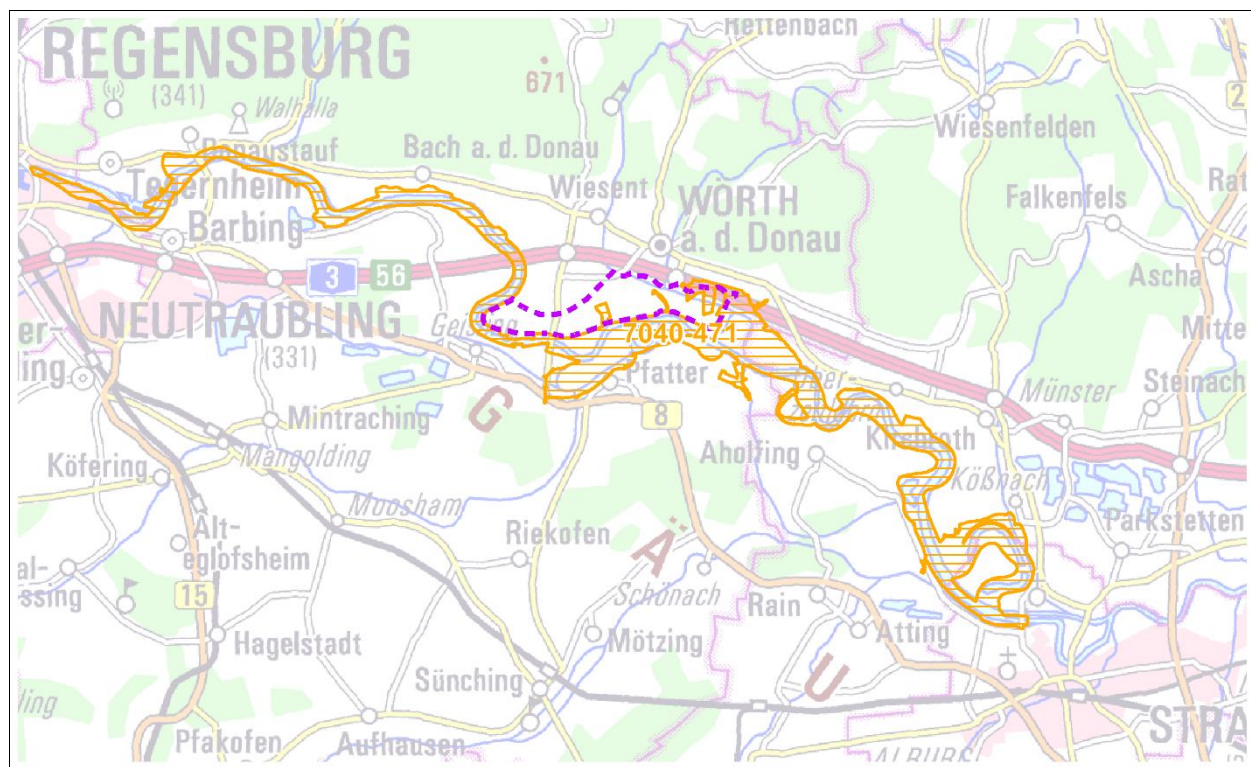 Rettenbach
REGENSBURG
671
(341)
Walhalla
2
Wiesenfelden
Donaustauf
Bach a. d. Donau
Tegernheim
Wiesent
WÖRTH
a. d. Donau
Falkenfels
Barbing
Ascha
3
56
NEUTRAUBLING
(331)
Geisling
7040-471
Pfatter
Münster
Steinach
G
8
Mintraching
Mangolding
Aholfing
Kirchroth
Köfering
Kößnach
Moosham
Parkstetten
Alt-
eglofsheim
Riekofen
Ä
15
Schönach
Rain
Atting
Hagelstadt
Mötzing
Sünching
U
Pfakofen
Aufhausen
STRA